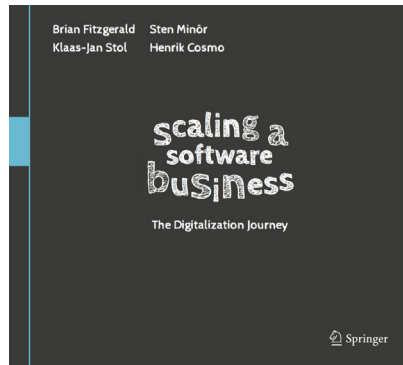 Brian Fitzgerald Sten Minör
Klaas-Jan Stol Henrik Cosmo
scaling a
software
business
The Digitalization Journey
Springer